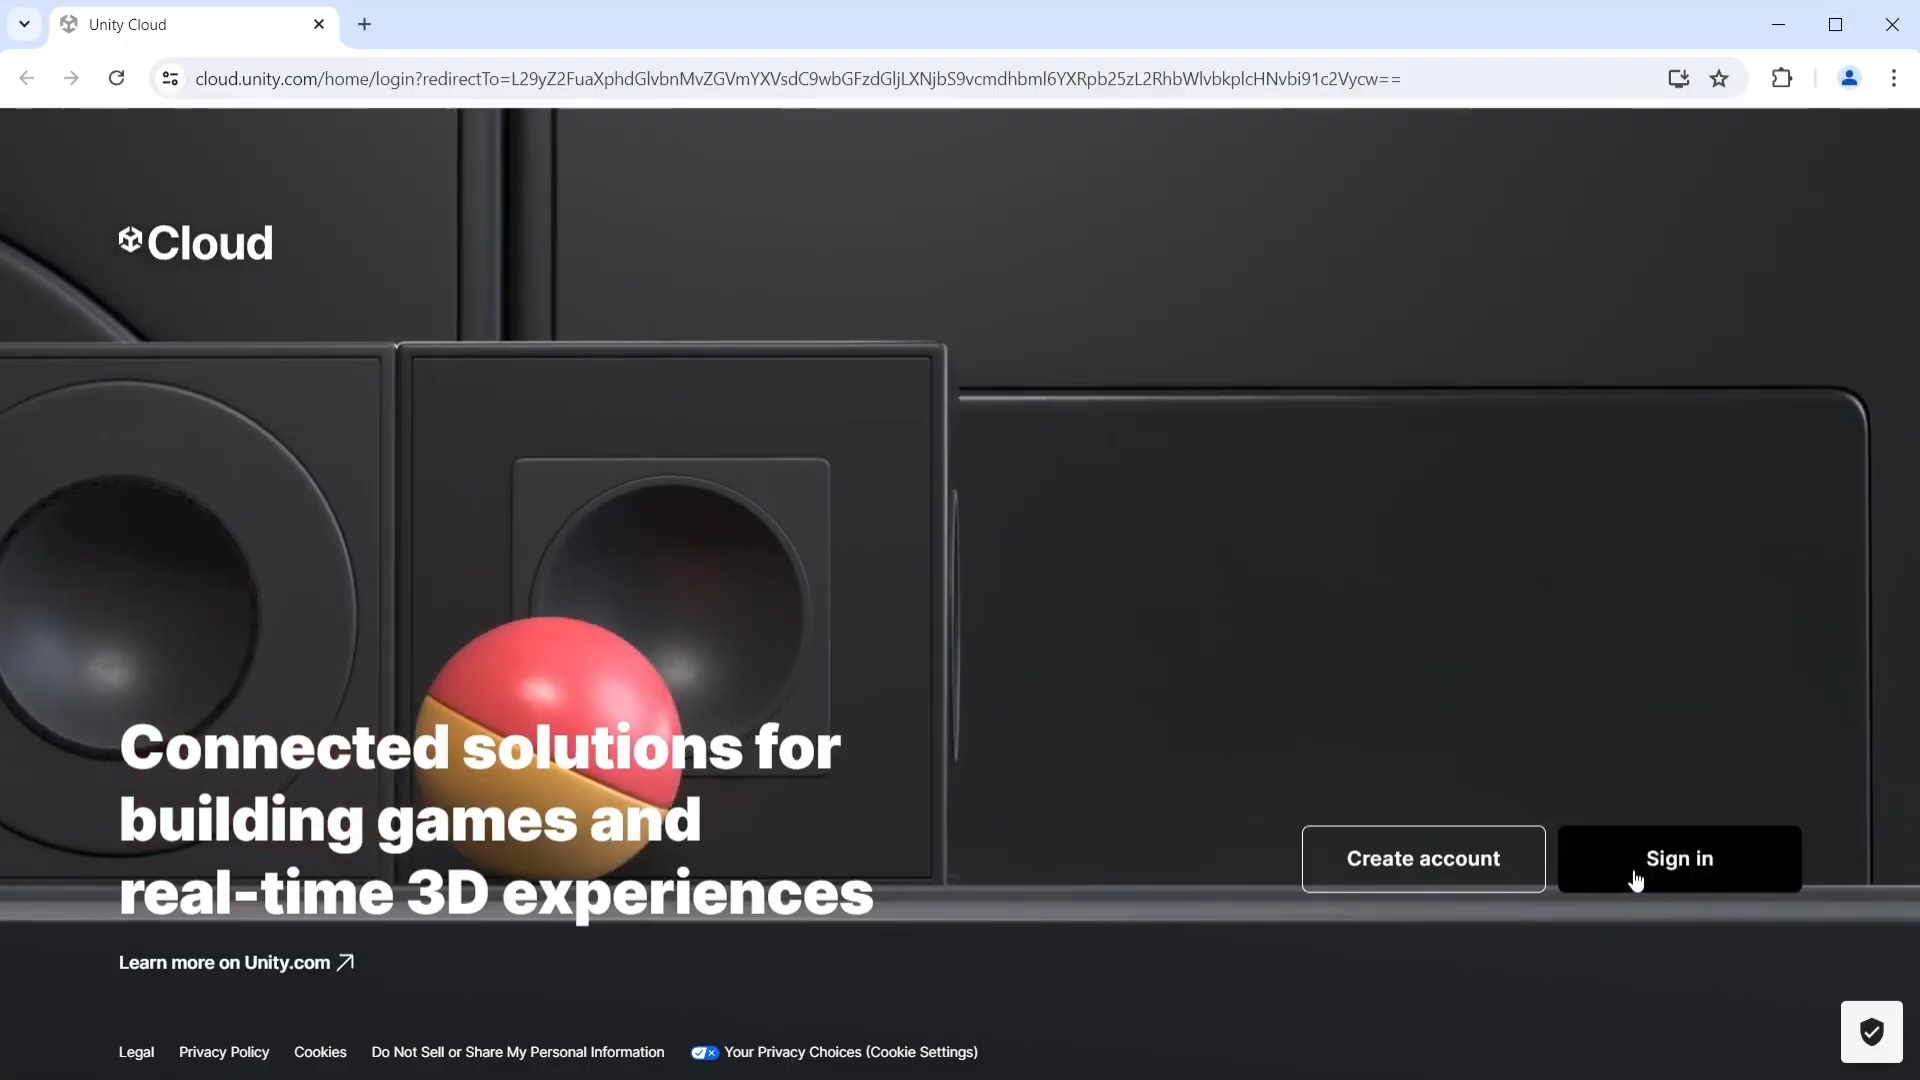 Unity Cloud
cloud.unity.com/home/login?redirectTo=L29yZ2FuaXphdGlvbnMvZGVmYXVsdC9wbGFzdGljLXNjbS9vcmdhbml6YXRpb25zL2RhbWlvbkplcHNvbi91c2Vycw==
Cloud
Connected solutions for
building games and
real-time 3D experiences
Create account
Sign in
Learn more on Unity.com
Legal
Privacy Policy
Cookies
Do Not Sell or Share My Personal Information
Your Privacy Choices (Cookie Settings)